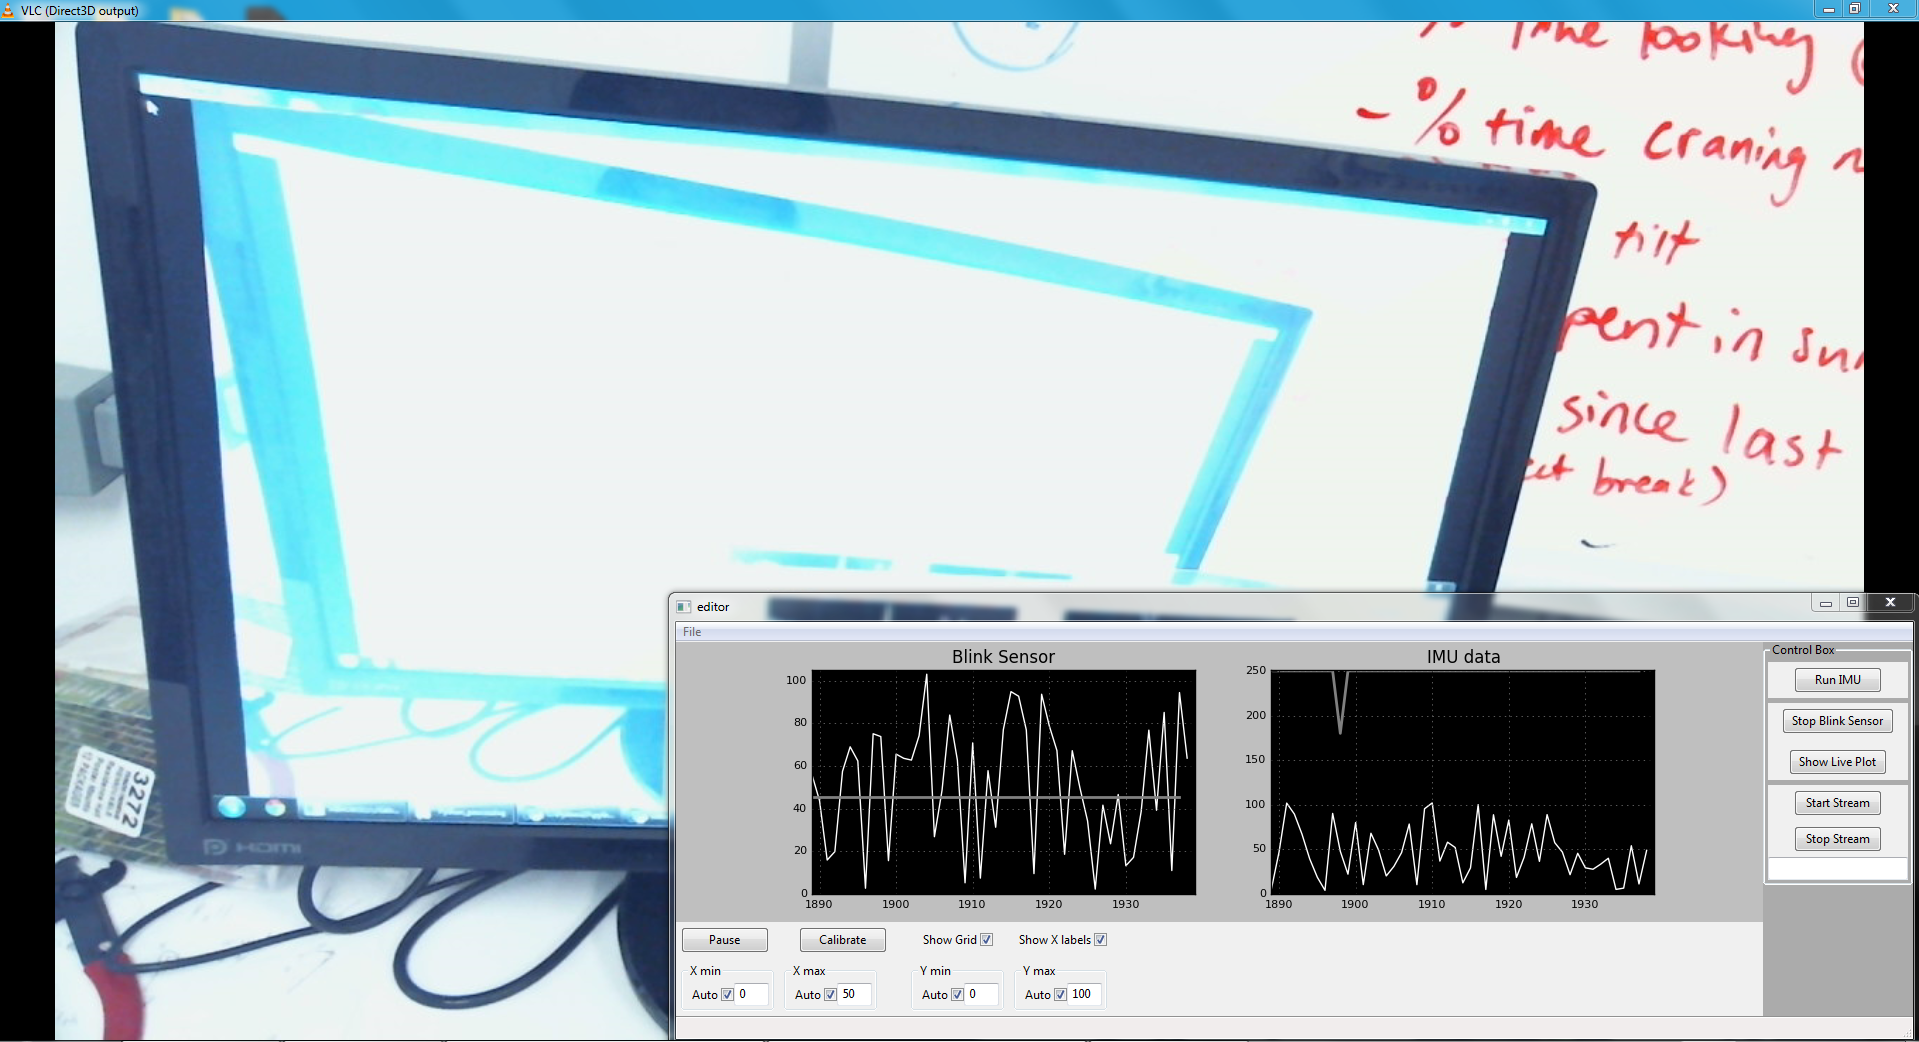 VLC (Direct3D output)
Time looking
- % time craning
tilt
pent in sun
since last
break)
3272
HDMI
editor
File
Blink Sensor
100
80
60
40
20
0
1890 1900 1910 1920 1930
IMU data
250
200
150
100
50
0
1890 1900 1910 1920 1930
Control Box
Run IMU
Stop Blink Sensor
Show Live Plot
Start Stream
Stop Stream
Pause Calibrate Show Grid Show X labels
X min X max Y min Y max
Auto 0 Auto 50 Auto 0 Auto 100